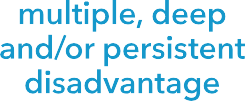 multiple, deep
and/or persistent
disadvantage